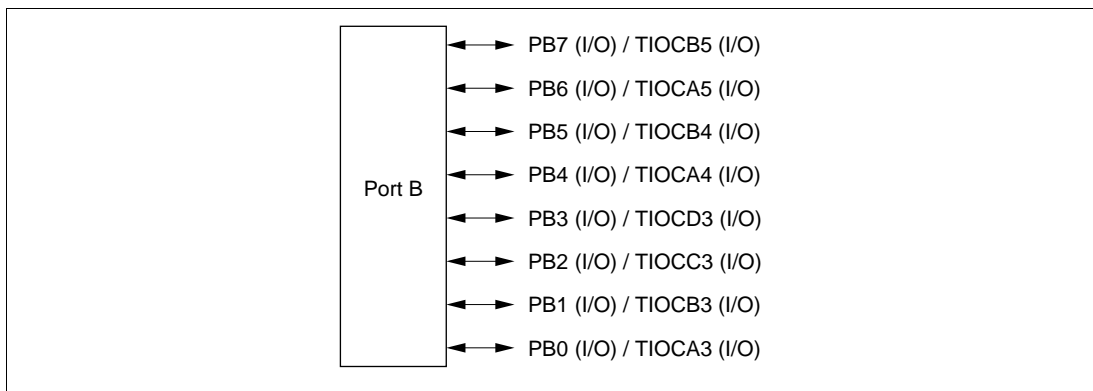 PB7 (I/O) / TIOCB5 (I/O)
PB6 (I/O) / TIOCA5 (I/O)
PB5 (I/O) / TIOCB4 (I/O)
PB4 (I/O) / TIOCA4 (I/O)
Port B
PB3 (I/O) / TIOCD3 (I/O)
PB2 (I/O) / TIOCC3 (I/O)
PB1 (I/O) / TIOCB3 (I/O)
PB0 (I/O) / TIOCA3 (I/O)